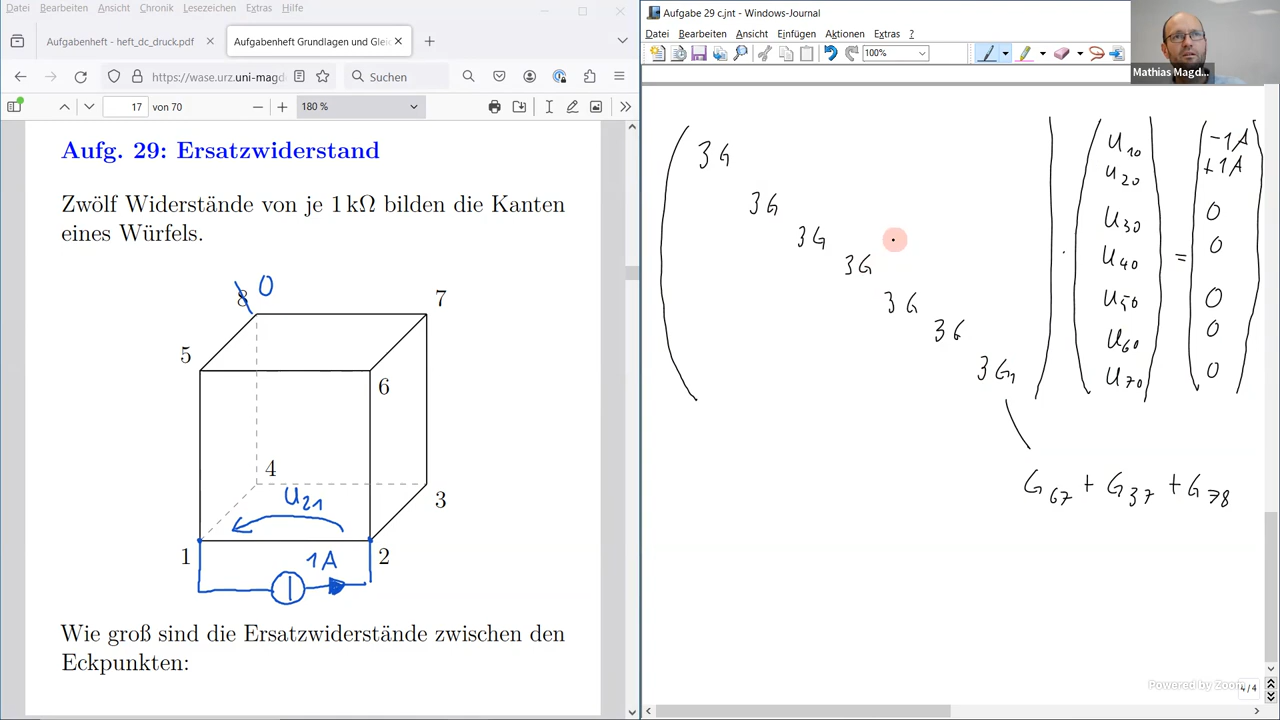 Datei Bearbeiten Ansicht Chronik Lesezeichen Extras Hilfe
Aufgabenheft - heft_dc_druck.pdf
Aufgabenheft Grundlagen und Glei
https://wase.urz.uni-magd
Suchen
17 von 70
180 %
Aufg. 29: Ersatzwiderstand
Zwölf Widerstände von je 1 kΩ bilden die Kanten
eines Würfels.
8 0
7
5
6
4
U21
3
1
1A
2
Wie groß sind die Ersatzwiderstände zwischen den
Eckpunkten:
Aufgabe 29 c.jnt - Windows-Journal
Datei Bearbeiten Ansicht Einfügen Aktionen Extras ?
100%
Mathias Magd...
3G U10 -1A
3G U20 +1A
3G U30 0
3G · U40 = 0
3G U50 0
3G U60 0
3G U70 0
G67 + G37 + G78
Powered by Zoom
4/4